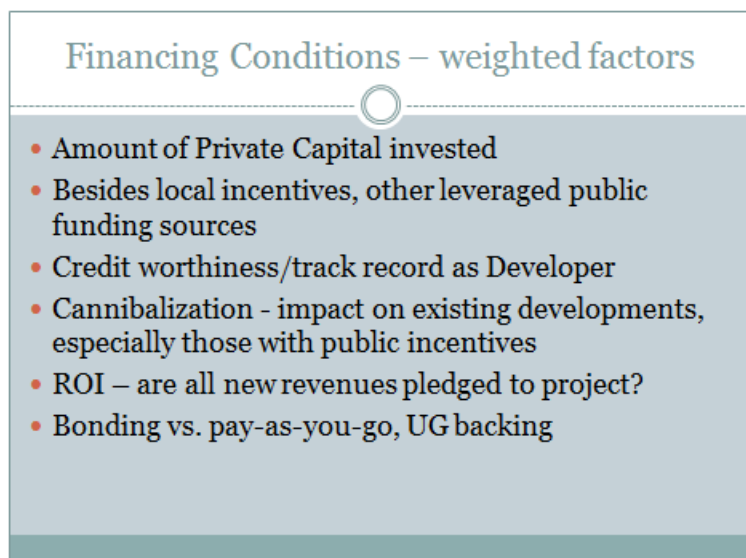 Financing Conditions – weighted factors
• Amount of Private Capital invested
• Besides local incentives, other leveraged public
funding sources
• Credit worthiness/track record as Developer
• Cannibalization - impact on existing developments,
especially those with public incentives
• ROI – are all new revenues pledged to project?
• Bonding vs. pay-as-you-go, UG backing